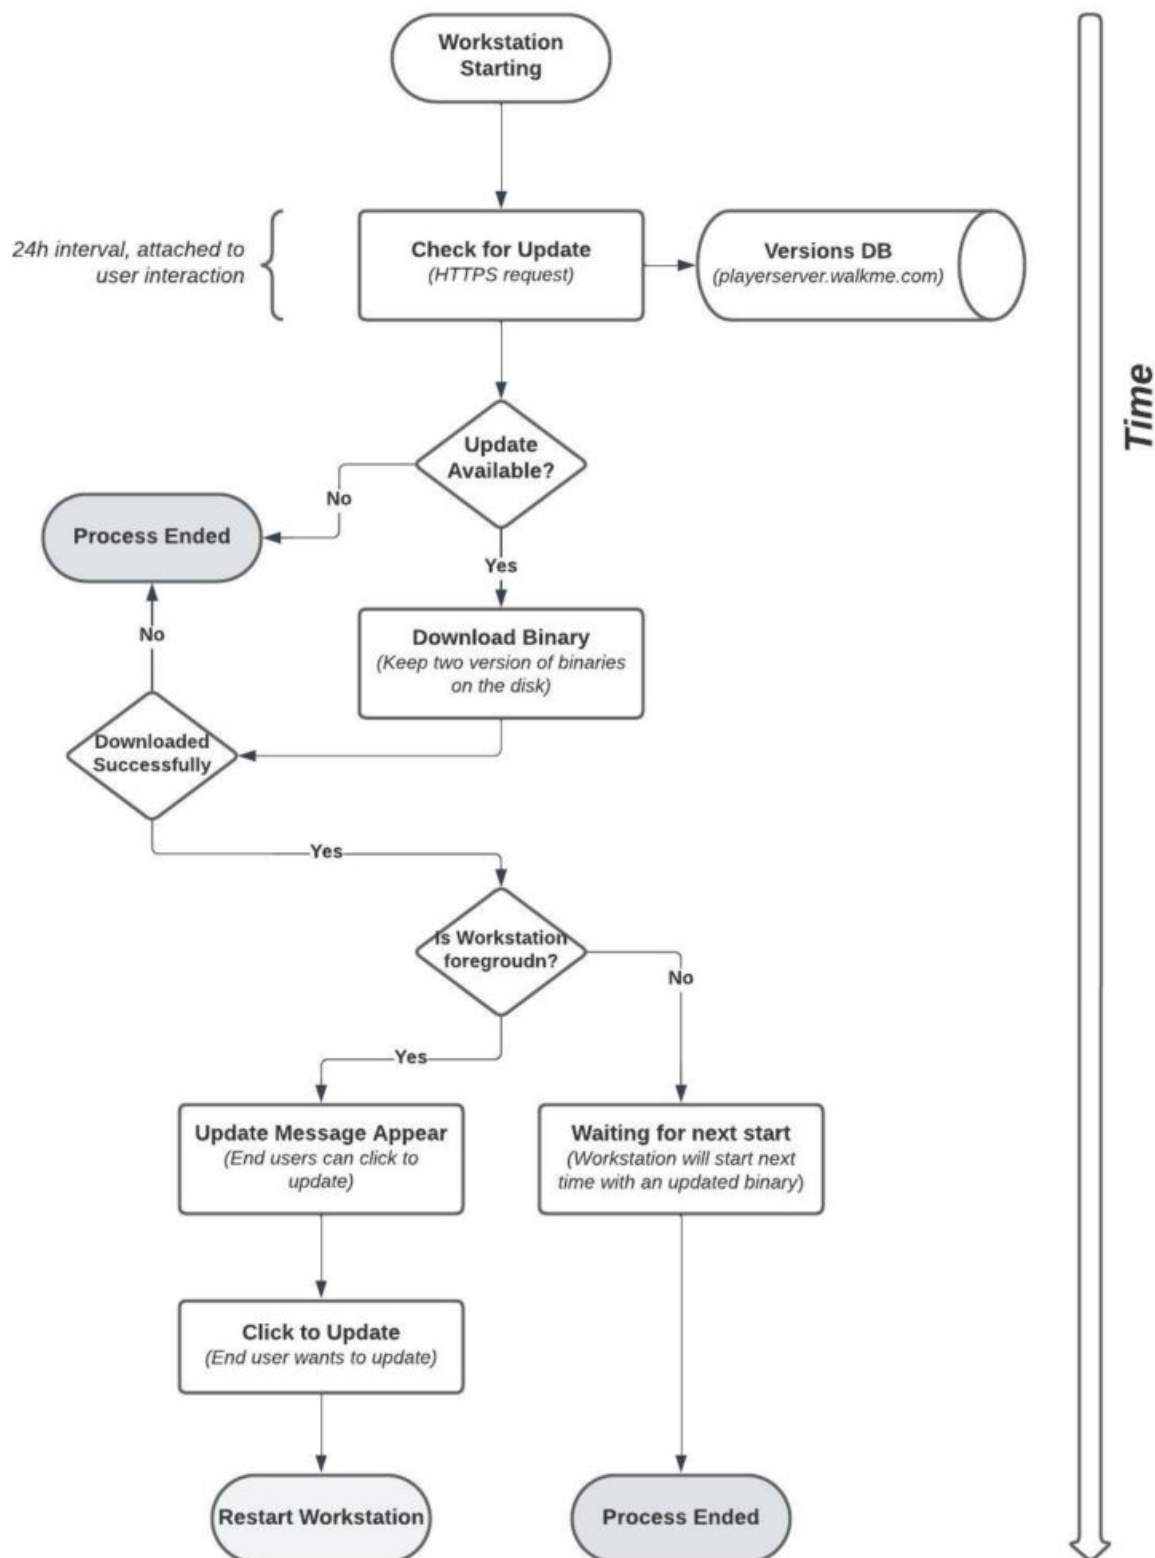 Workstation
Starting
24h interval, attached to
user interaction
Check for Update
(HTTPS request)
Versions DB
(playerserver.walkme.com)
Time
Update
Available?
No
Process Ended
Yes
Download Binary
(Keep two version of binaries
on the disk)
No
Downloaded
Successfully
Yes
Is Workstation
foregroudn?
No
Yes
Update Message Appear
(End users can click to
update)
Waiting for next start
(Workstation will start next
time with an updated binary)
Click to Update
(End user wants to update)
Restart Workstation
Process Ended